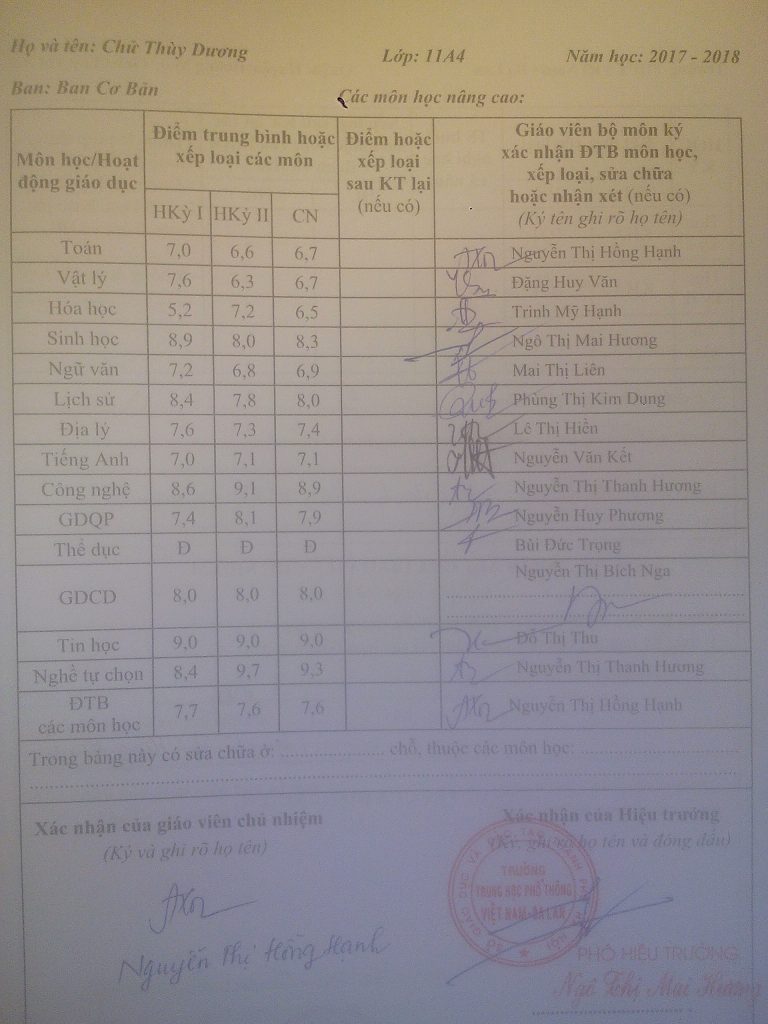 Họ và tên: Chử Thùy Dương Lớp: 11A4 Năm học: 2017 - 2018
Ban: Ban Cơ Bản Các môn học nâng cao:
Môn học/Hoạt động giáo dục
Điểm trung bình hoặc xếp loại các môn
Điểm hoặc xếp loại sau KT lại (nếu có)
Giáo viên bộ môn ký xác nhận ĐTB môn học, xếp loại, sửa chữa hoặc nhận xét (nếu có) (Ký tên ghi rõ họ tên)
HKỳ I HKỳ II CN
Toán 7,0 6,6 6,7 Nguyễn Thị Hồng Hạnh
Vật lý 7,6 6,3 6,7 Đặng Huy Văn
Hóa học 5,2 7,2 6,5 Trinh Mỹ Hạnh
Sinh học 8,9 8,0 8,3 Ngô Thị Mai Hương
Ngữ văn 7,2 6,8 6,9 Mai Thị Liên
Lịch sử 8,4 7,8 8,0 Phùng Thị Kim Dung
Địa lý 7,6 7,3 7,4 Lê Thị Hiền
Tiếng Anh 7,0 7,1 7,1 Nguyễn Văn Kết
Công nghệ 8,6 9,1 8,9 Nguyễn Thị Thanh Hương
GDQP 7,4 8,1 7,9 Nguyễn Huy Phương
Thể dục Đ Đ Đ Bùi Đức Trọng
GDCD 8,0 8,0 8,0 Nguyễn Thị Bích Nga
Tin học 9,0 9,0 9,0 Đỗ Thị Thu
Nghề tự chọn 8,4 9,7 9,3 Nguyễn Thị Thanh Hương
ĐTB các môn học 7,7 7,6 7,6 Nguyễn Thị Hồng Hạnh
Trong bảng này có sửa chữa ở: .................... chỗ, thuộc các môn học: ..............................
Xác nhận của giáo viên chủ nhiệm
(Ký và ghi rõ họ tên)
Nguyễn Thị Hồng Hạnh
Xác nhận của Hiệu trưởng
(Ký, ghi rõ họ tên và đóng dấu)
TRƯỜNG
TRUNG HỌC PHỔ THÔNG
VIỆT NAM-BA LAN
PHÓ HIỆU TRƯỞNG
Ngô Thị Mai Hương